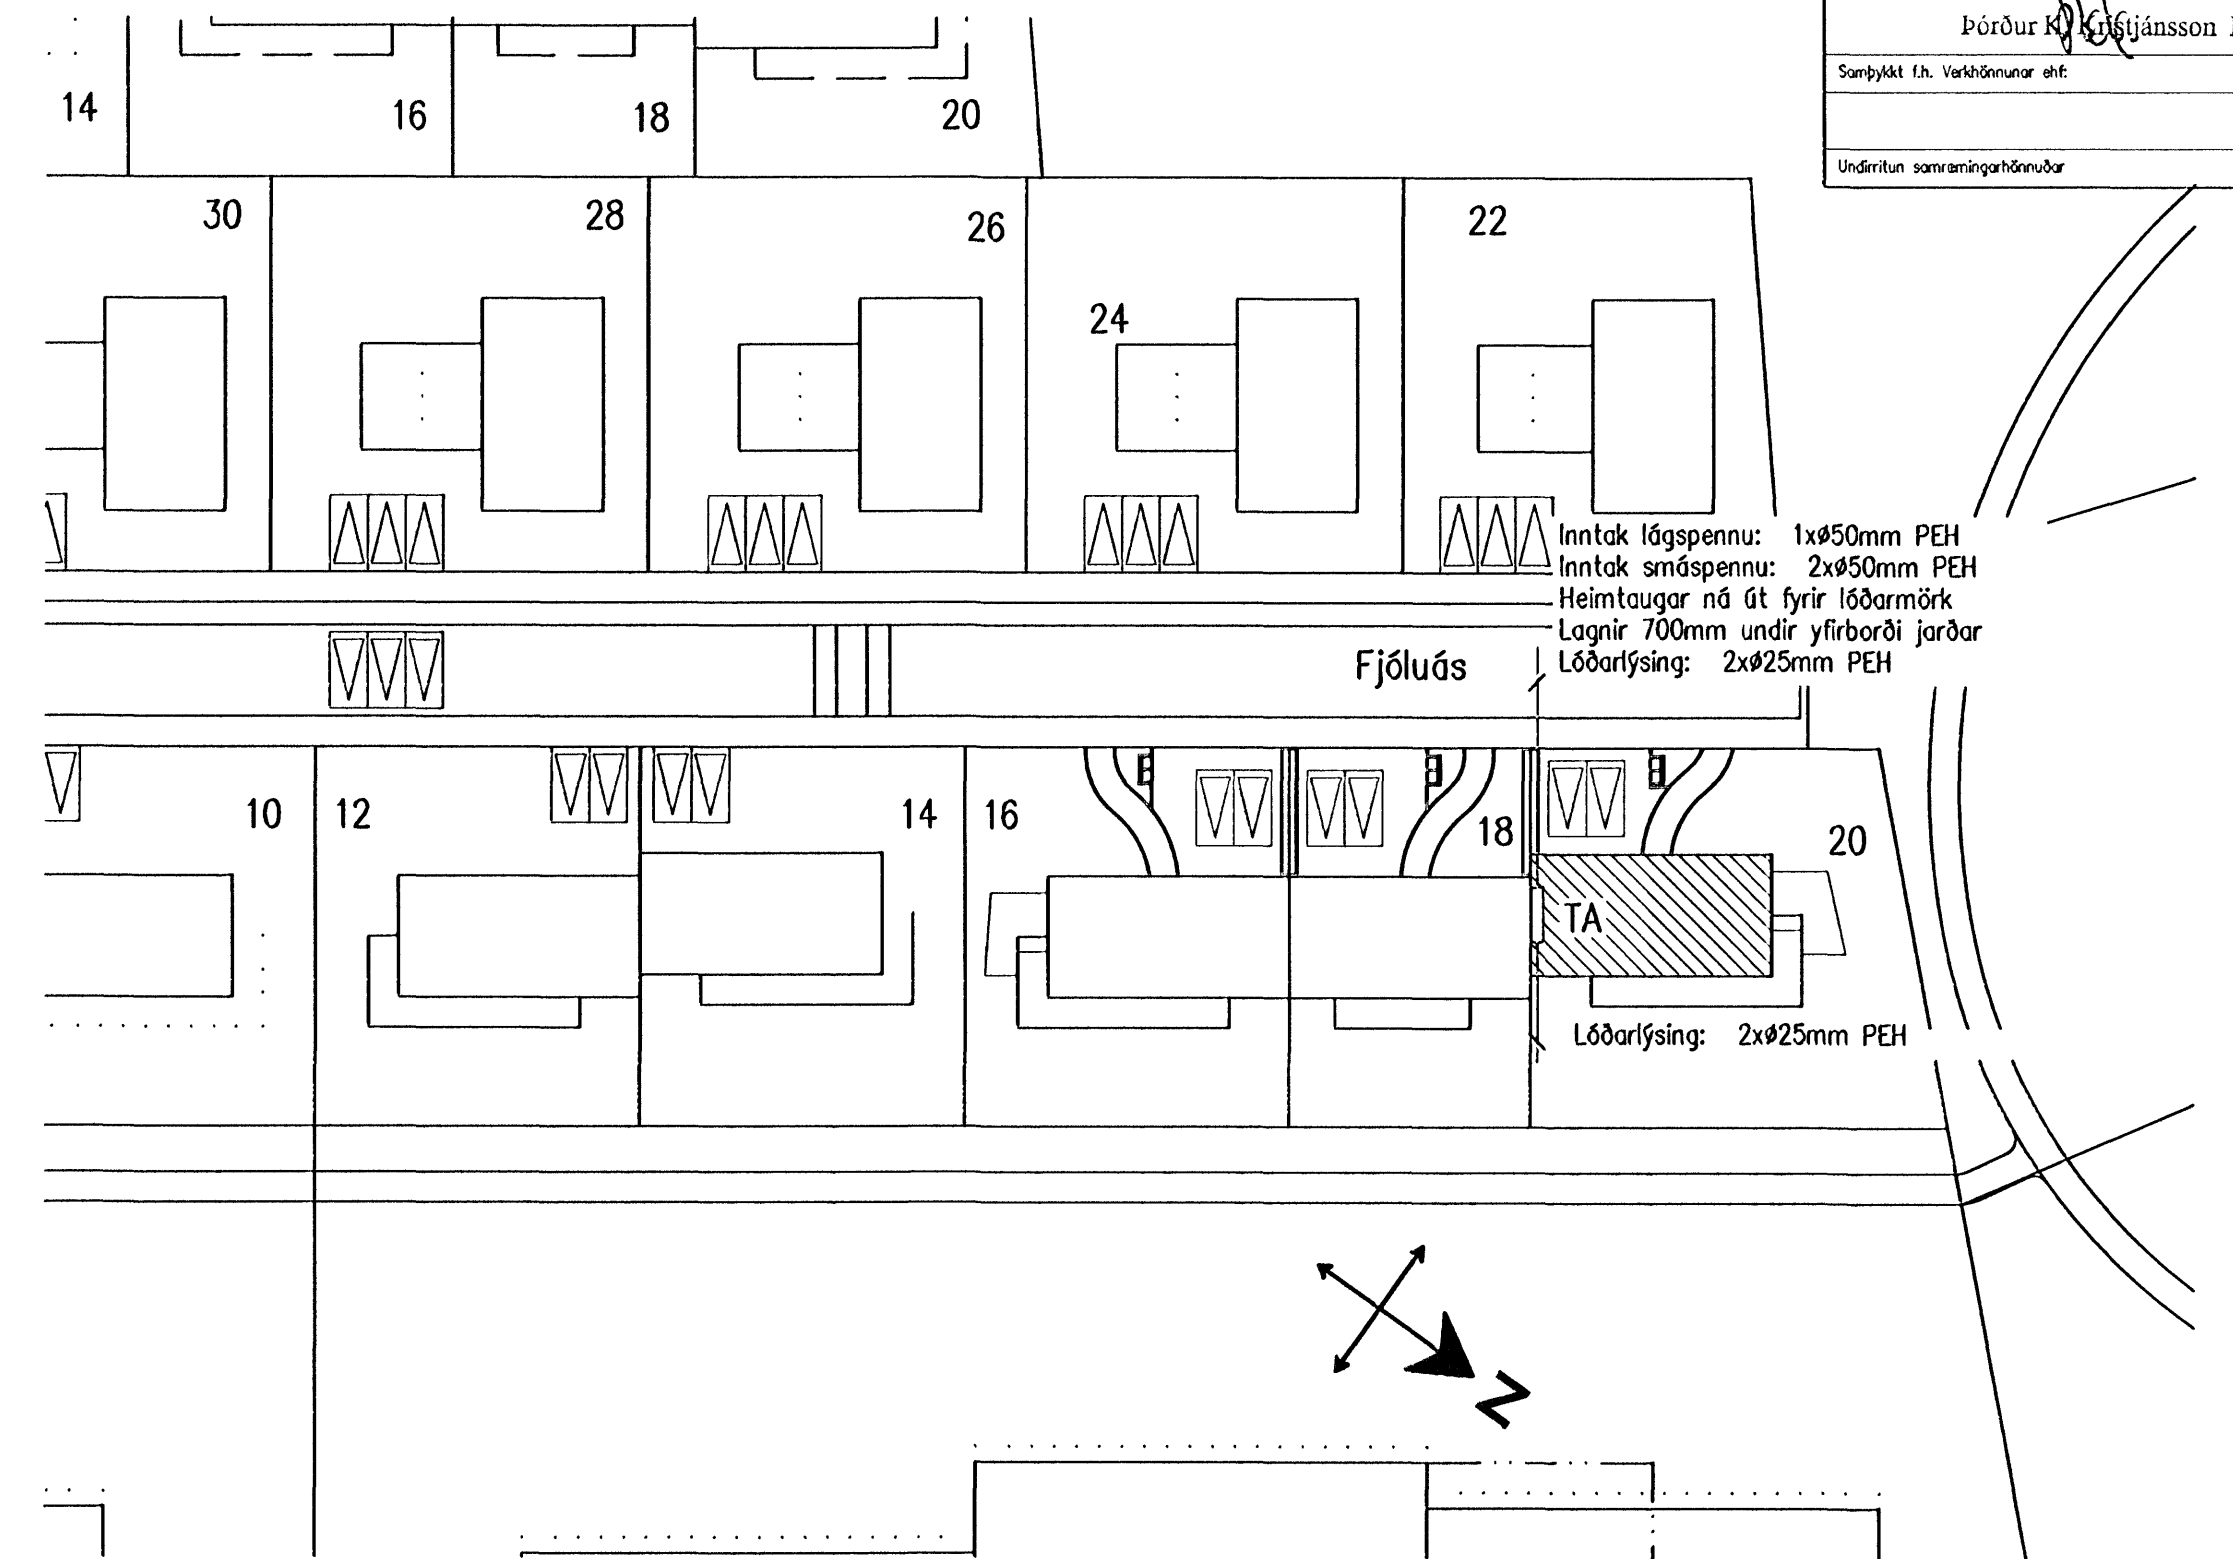 Þórður K. Kristjánsson
Samþykkt f.h. Verkhönnunar ehf:
Undirritun samræmingarhönnuðar
14
16
18
20
30
28
26
24
22
Inntak lágspennu: 1xø50mm PEH
Inntak smáspennu: 2xø50mm PEH
Heimtaugar ná út fyrir lóðarmörk
Lagnir 700mm undir yfirborði jarðar
Lóðarlýsing: 2xø25mm PEH
Fjóluás
10
12
14
16
18
20
TA
Lóðarlýsing: 2xø25mm PEH
N